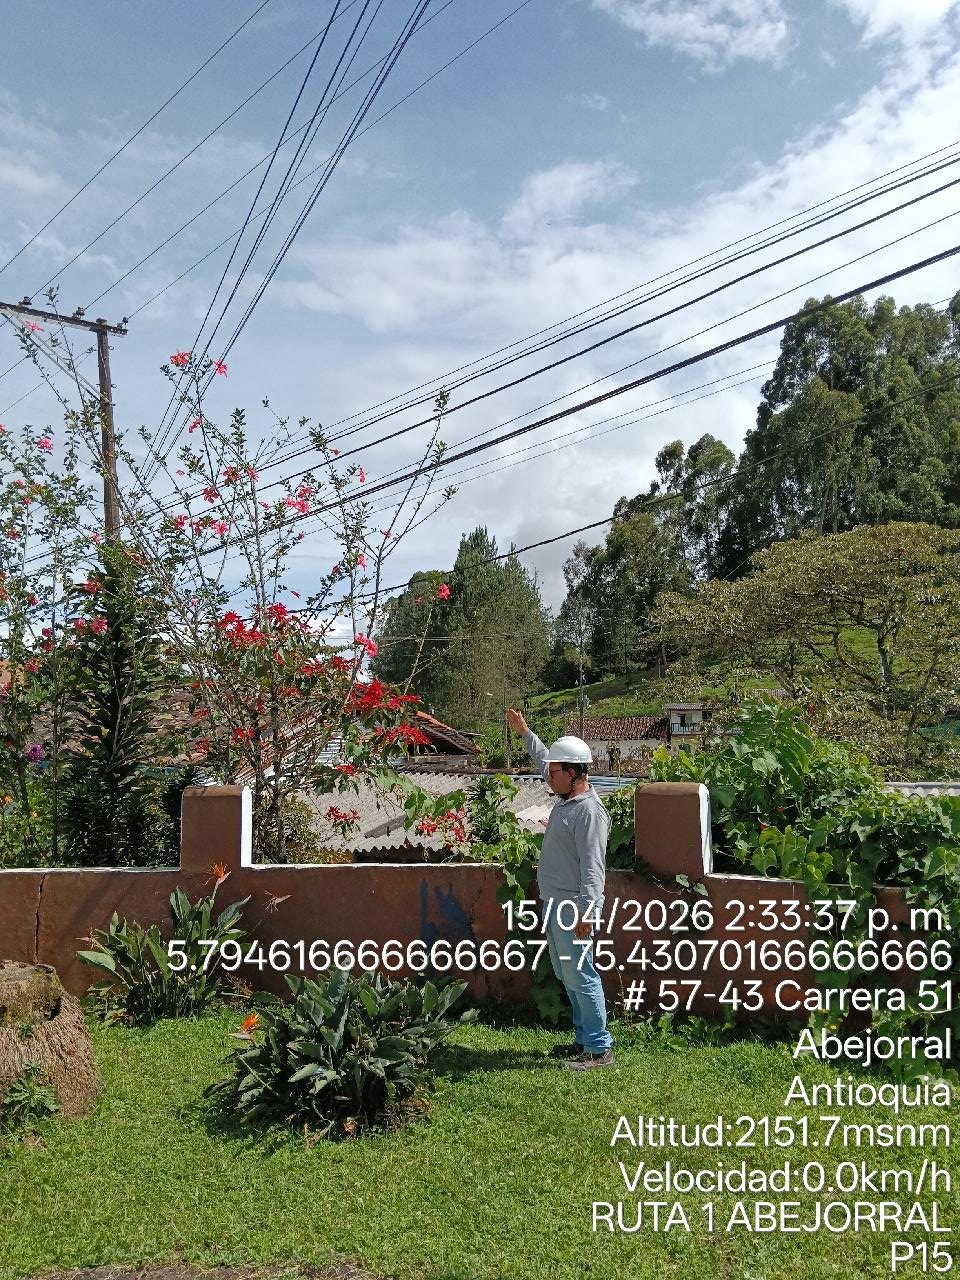 15/04/2026 2:33:37 p. m.
5.794616666666667 -75.43070166666666
# 57-43 Carrera 51
Abejorral
Antioquia
Altitud:2151.7msnm
Velocidad:0.0km/h
RUTA 1 ABEJORRAL
P15